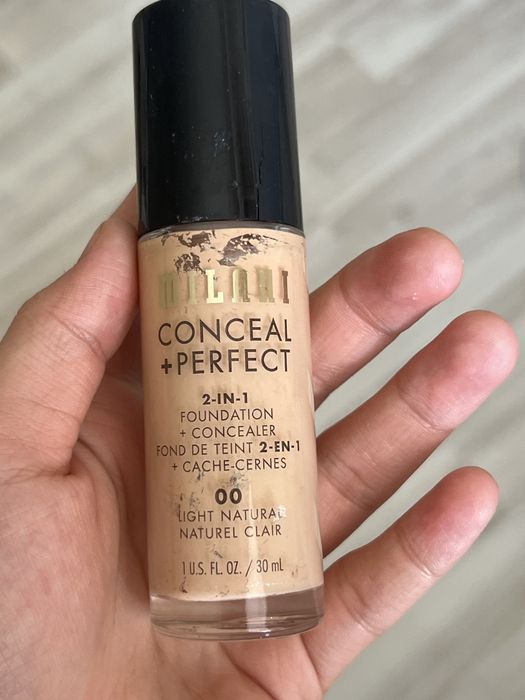 MILANI
CONCEAL
+PERFECT
2-IN-1
FOUNDATION
+ CONCEALER
FOND DE TEINT 2-EN-1
+ CACHE-CERNES
00
LIGHT NATURAL
NATUREL CLAIR
1 U.S. FL. OZ. / 30 mL